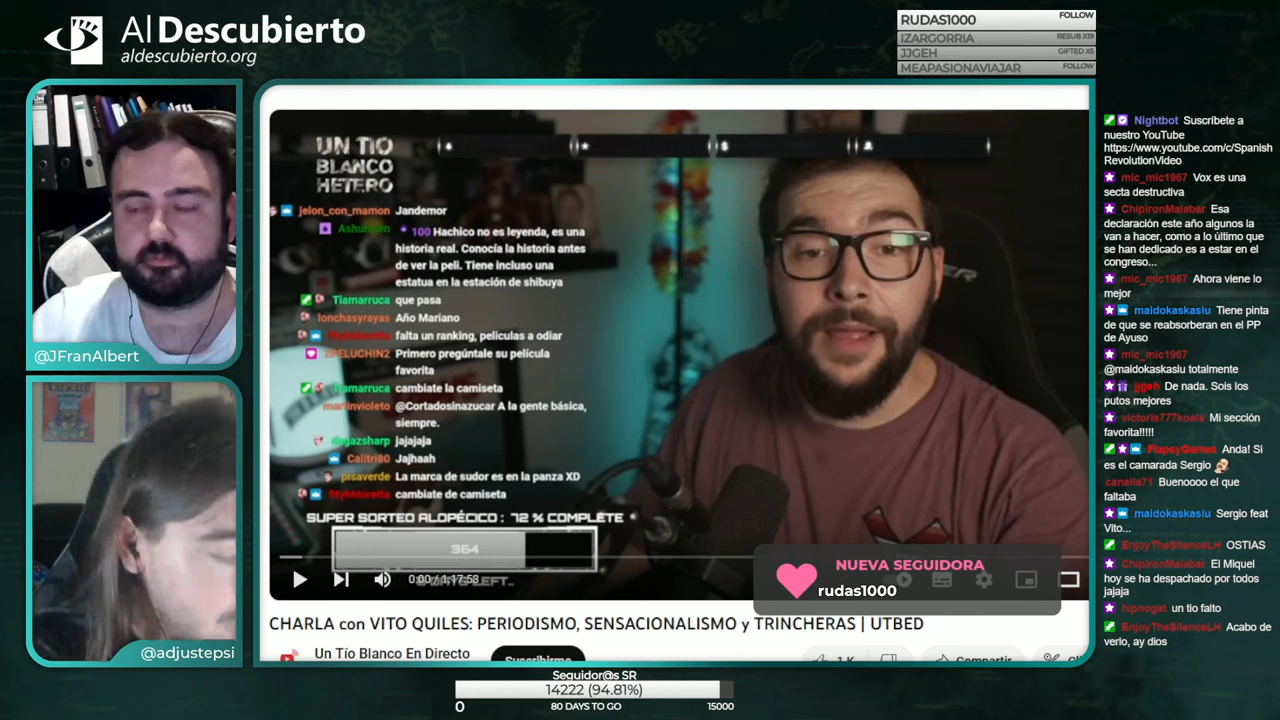 Al Descubierto
aldescubierto.org
RUDAS1000 FOLLOW
IZARGORRIA RESUB X19
JJGEH GIFTED X5
MEAPASIONAVIAJAR FOLLOW
@JFranAlbert
@adjustepsi
UN TIO
BLANCO
HETERO
jelon_con_mamon Jandemor
100 Hachico no es leyenda, es una
historia real. Conocía la historia antes
de ver la peli. Tiene incluso una
estatua en la estación de shibuya
Tiamarruca que pasa
lonchasyrayas Año Mariano
falta un ranking, peliculas a odiar
Primero pregúntale su película
favorita
Tiamarruca cambiate la camiseta
@Cortadosinazucar A la gente básica,
siempre.
jajajaja
Calitri80 Jajhaah
pisaverde La marca de sudor es en la panza XD
cambiate de camiseta
SUPER SORTEO ALOPÉCICO : 72 % COMPLETE
364
0:00 / 1:17:58
NUEVA SEGUIDORA
rudas1000
CHARLA con VITO QUILES: PERIODISMO, SENSACIONALISMO y TRINCHERAS | UTBED
Un Tío Blanco En Directo
Suscribirme
1 K
Compartir
Seguidor@s SR
14222 (94.81%)
0 80 DAYS TO GO 15000
Nightbot Suscríbete a
nuestro YouTube
https://www.youtube.com/c/Spanish
RevolutionVideo
mic_mic1967 Vox es una
secta destructiva
ChipironMalabar Esa
declaración este año algunos la
van a hacer, como a lo último que
se han dedicado es a estar en el
congreso...
mic_mic1967 Ahora viene lo
mejor
maidokaskasiu Tiene pinta
de que se reabsorberan en el PP
de Ayuso
mic_mic1967
@maidokaskasiu totalmente
jjgeh De nada. Sois los
putos mejores
victoria777koala Mi sección
favorita!!!!!
FlapsyGames Anda! Si
es el camarada Sergio
canalla71 Buenoooo el que
faltaba
maidokaskasiu Sergio feat
Vito...
EnjoyTheSilenceLH OSTIAS
ChipironMalabar El Miquel
hoy se ha despachado por todos
jajaja
hipnogat un tio falto
EnjoyTheSilenceLH Acabo de
verlo, ay dios